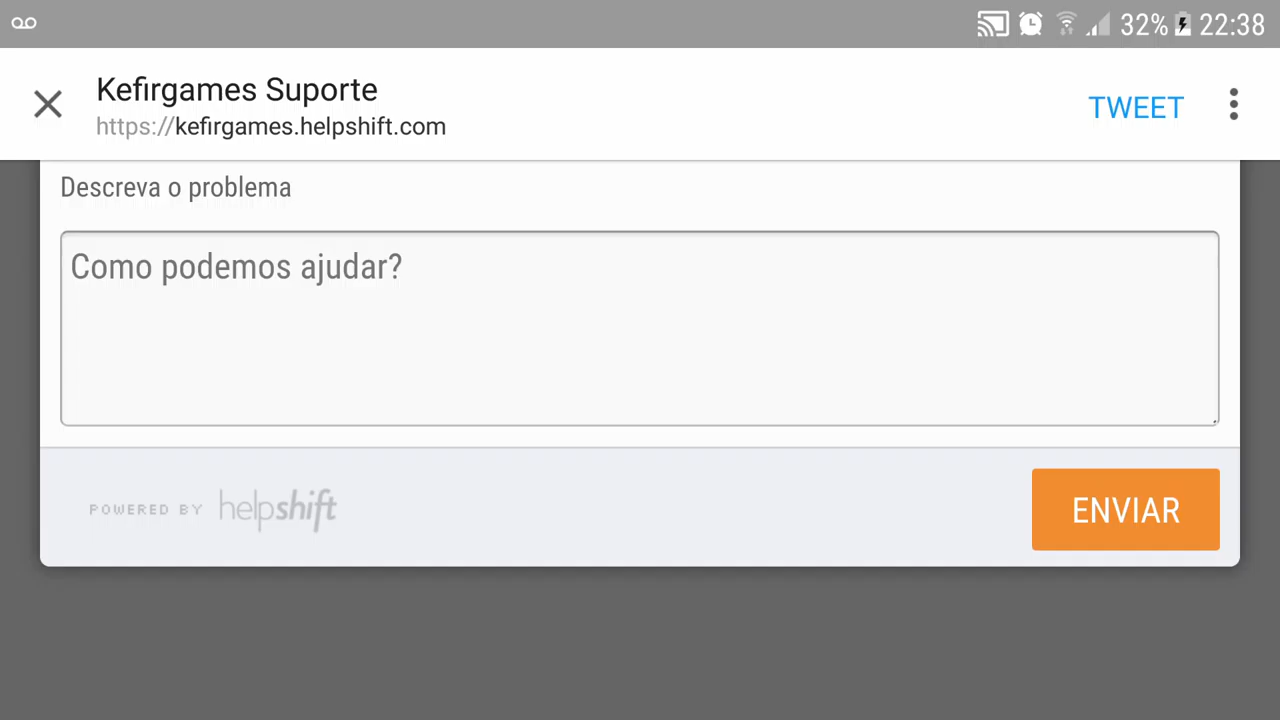 32% 22:38
Kefirgames Suporte
https://kefirgames.helpshift.com
TWEET
Descreva o problema
Como podemos ajudar?
POWERED BY helpshift
ENVIAR